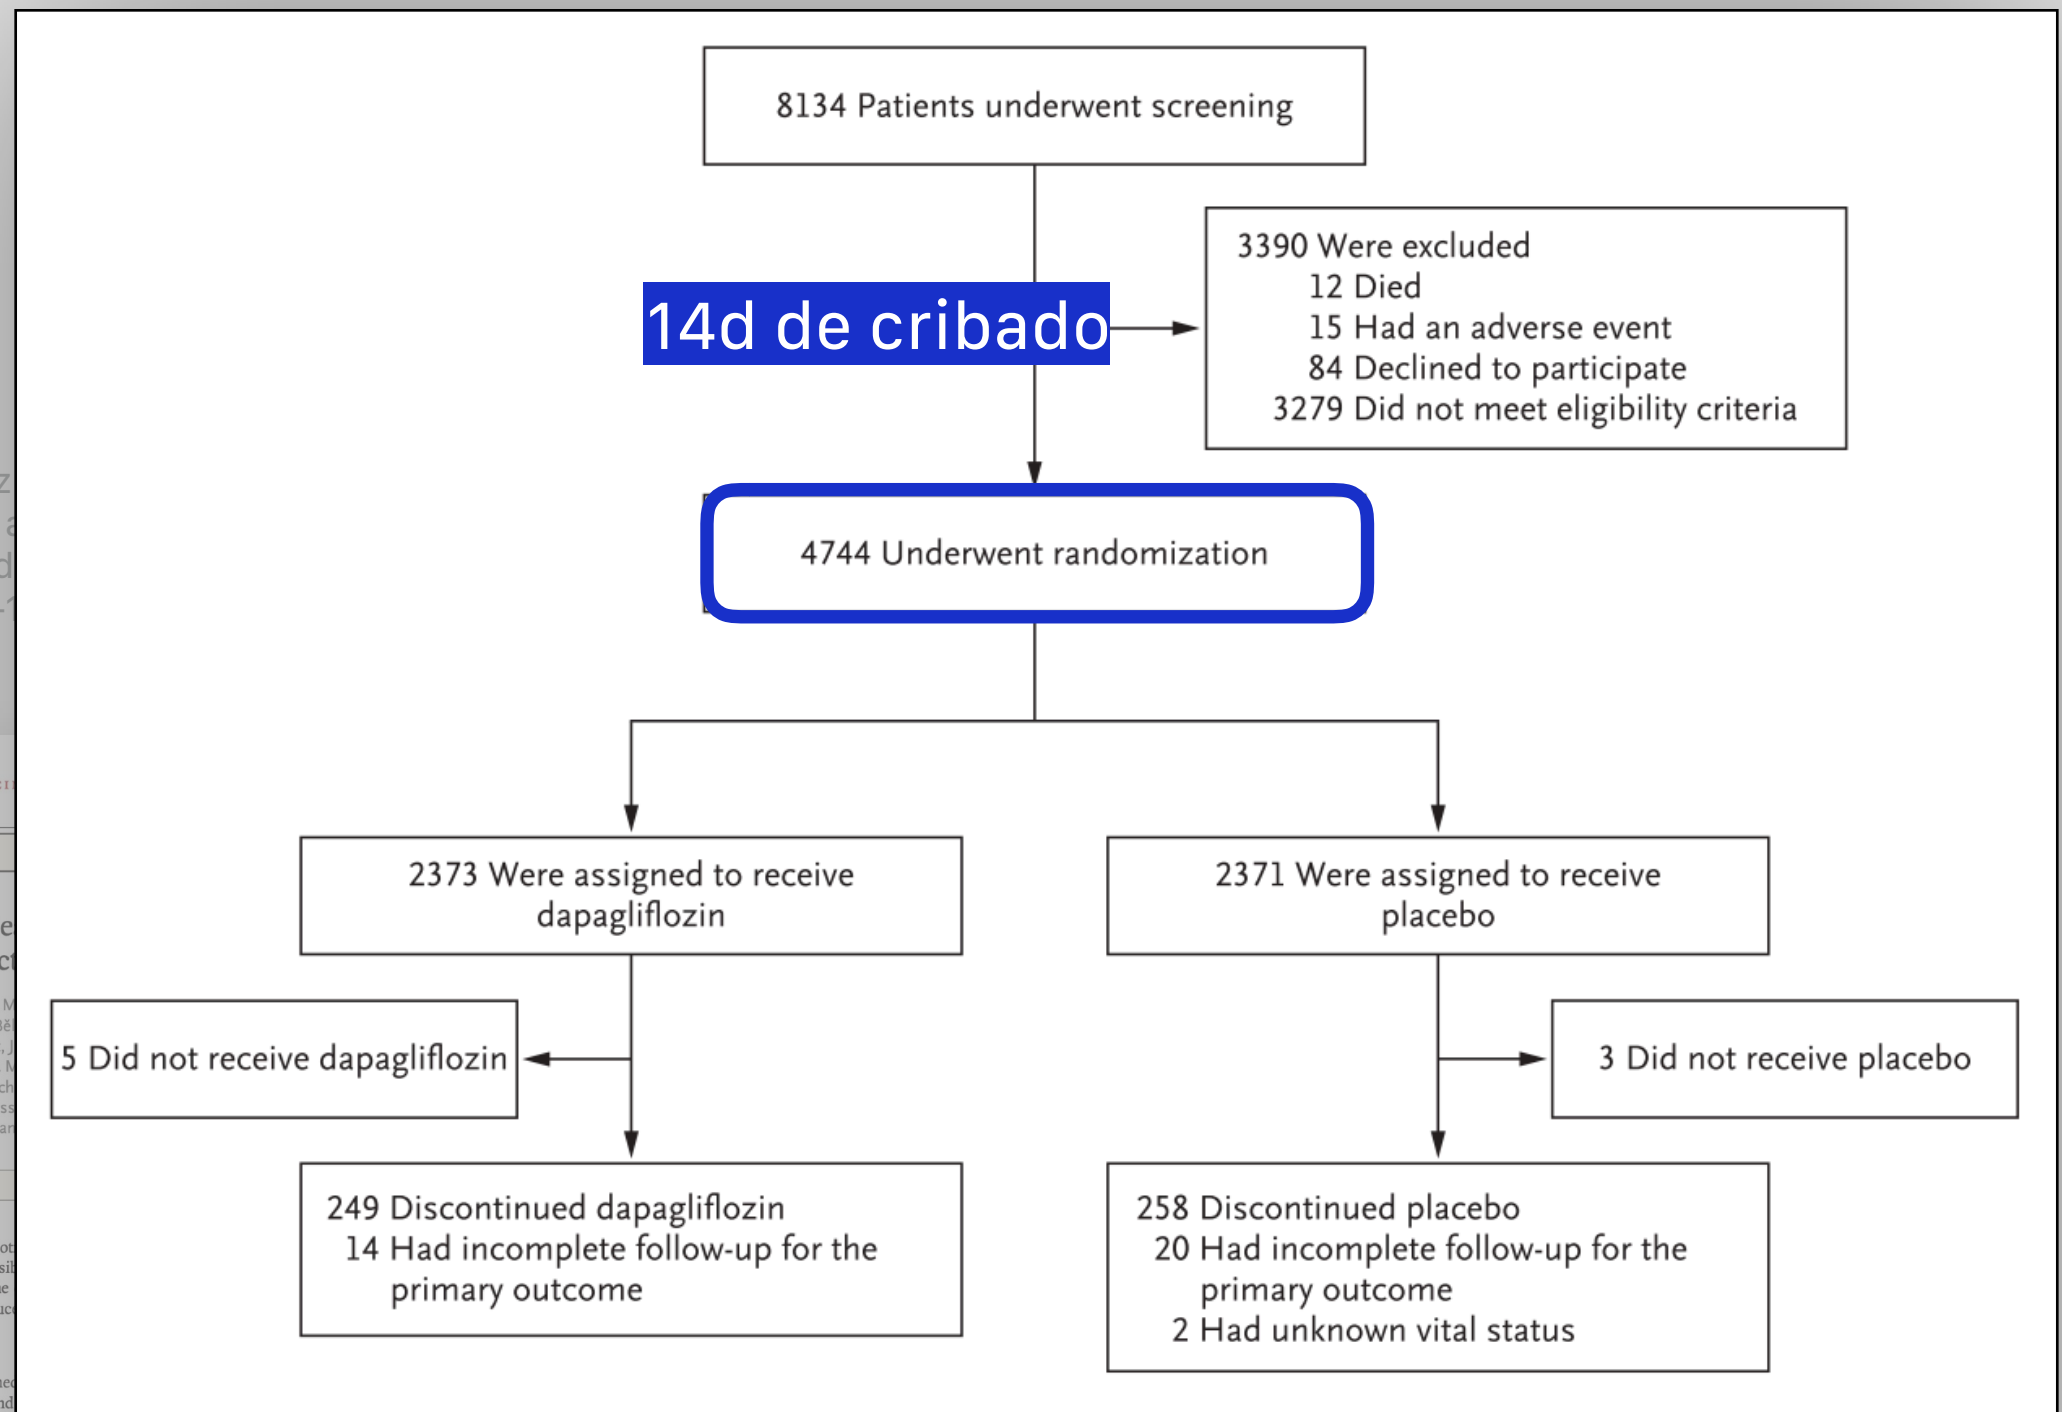 8134 Patients underwent screening
3390 Were excluded
12 Died
15 Had an adverse event
84 Declined to participate
3279 Did not meet eligibility criteria
14d de cribado
4744 Underwent randomization
2373 Were assigned to receive
dapagliflozin
2371 Were assigned to receive
placebo
5 Did not receive dapagliflozin
3 Did not receive placebo
249 Discontinued dapagliflozin
14 Had incomplete follow-up for the
primary outcome
258 Discontinued placebo
20 Had incomplete follow-up for the
primary outcome
2 Had unknown vital status